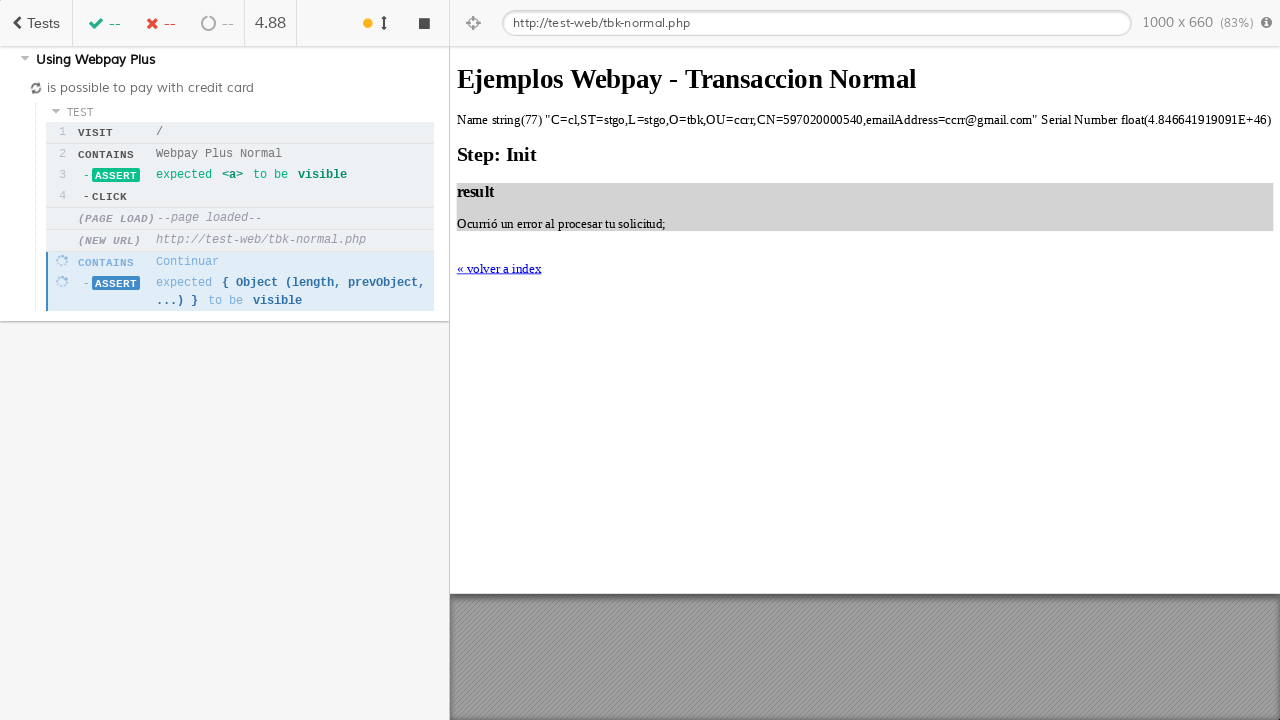 Tests -- -- -- 4.88
http://test-web/tbk-normal.php 1000 x 660 (83%)
Using Webpay Plus
is possible to pay with credit card
TEST
1 VISIT /
2 CONTAINS Webpay Plus Normal
3 - ASSERT expected <a> to be visible
4 - CLICK
(PAGE LOAD) --page loaded--
(NEW URL) http://test-web/tbk-normal.php
CONTAINS Continuar
- ASSERT expected { Object (length, prevObject,
...) } to be visible
Ejemplos Webpay - Transaccion Normal
Name string(77) "C=cl,ST=stgo,L=stgo,O=tbk,OU=ccrr,CN=597020000540,emailAddress=ccrr@gmail.com" Serial Number float(4.846641919091E+46)
Step: Init
result
Ocurrió un error al procesar tu solicitud;
« volver a index